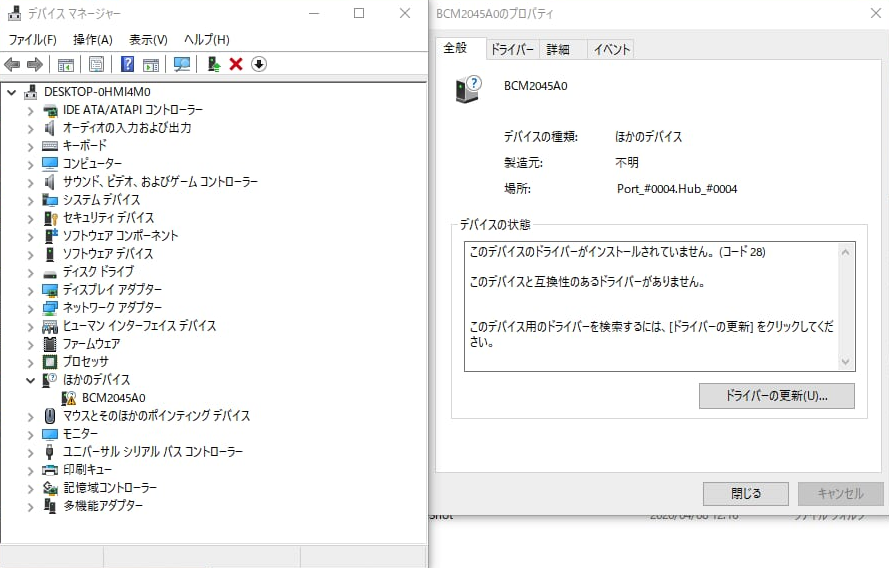 デバイス マネージャー
ファイル(F) 操作(A) 表示(V) ヘルプ(H)
DESKTOP-0HMI4M0
IDE ATA/ATAPI コントローラー
オーディオの入力および出力
キーボード
コンピューター
サウンド、ビデオ、およびゲーム コントローラー
システム デバイス
セキュリティ デバイス
ソフトウェア コンポーネント
ソフトウェア デバイス
ディスク ドライブ
ディスプレイ アダプター
ネットワーク アダプター
ヒューマン インターフェイス デバイス
ファームウェア
プロセッサ
ほかのデバイス
BCM2045A0
マウスとそのほかのポインティング デバイス
モニター
ユニバーサル シリアル バス コントローラー
印刷キュー
記憶域コントローラー
多機能アダプター
BCM2045A0のプロパティ
全般 ドライバー 詳細 イベント
BCM2045A0
デバイスの種類: ほかのデバイス
製造元: 不明
場所: Port_#0004.Hub_#0004
デバイスの状態
このデバイスのドライバーがインストールされていません。 (コード 28)
このデバイスと互換性のあるドライバーがありません。
このデバイス用のドライバーを検索するには、[ドライバーの更新] をクリックしてくだ
さい。
ドライバーの更新(U)...
閉じる キャンセル